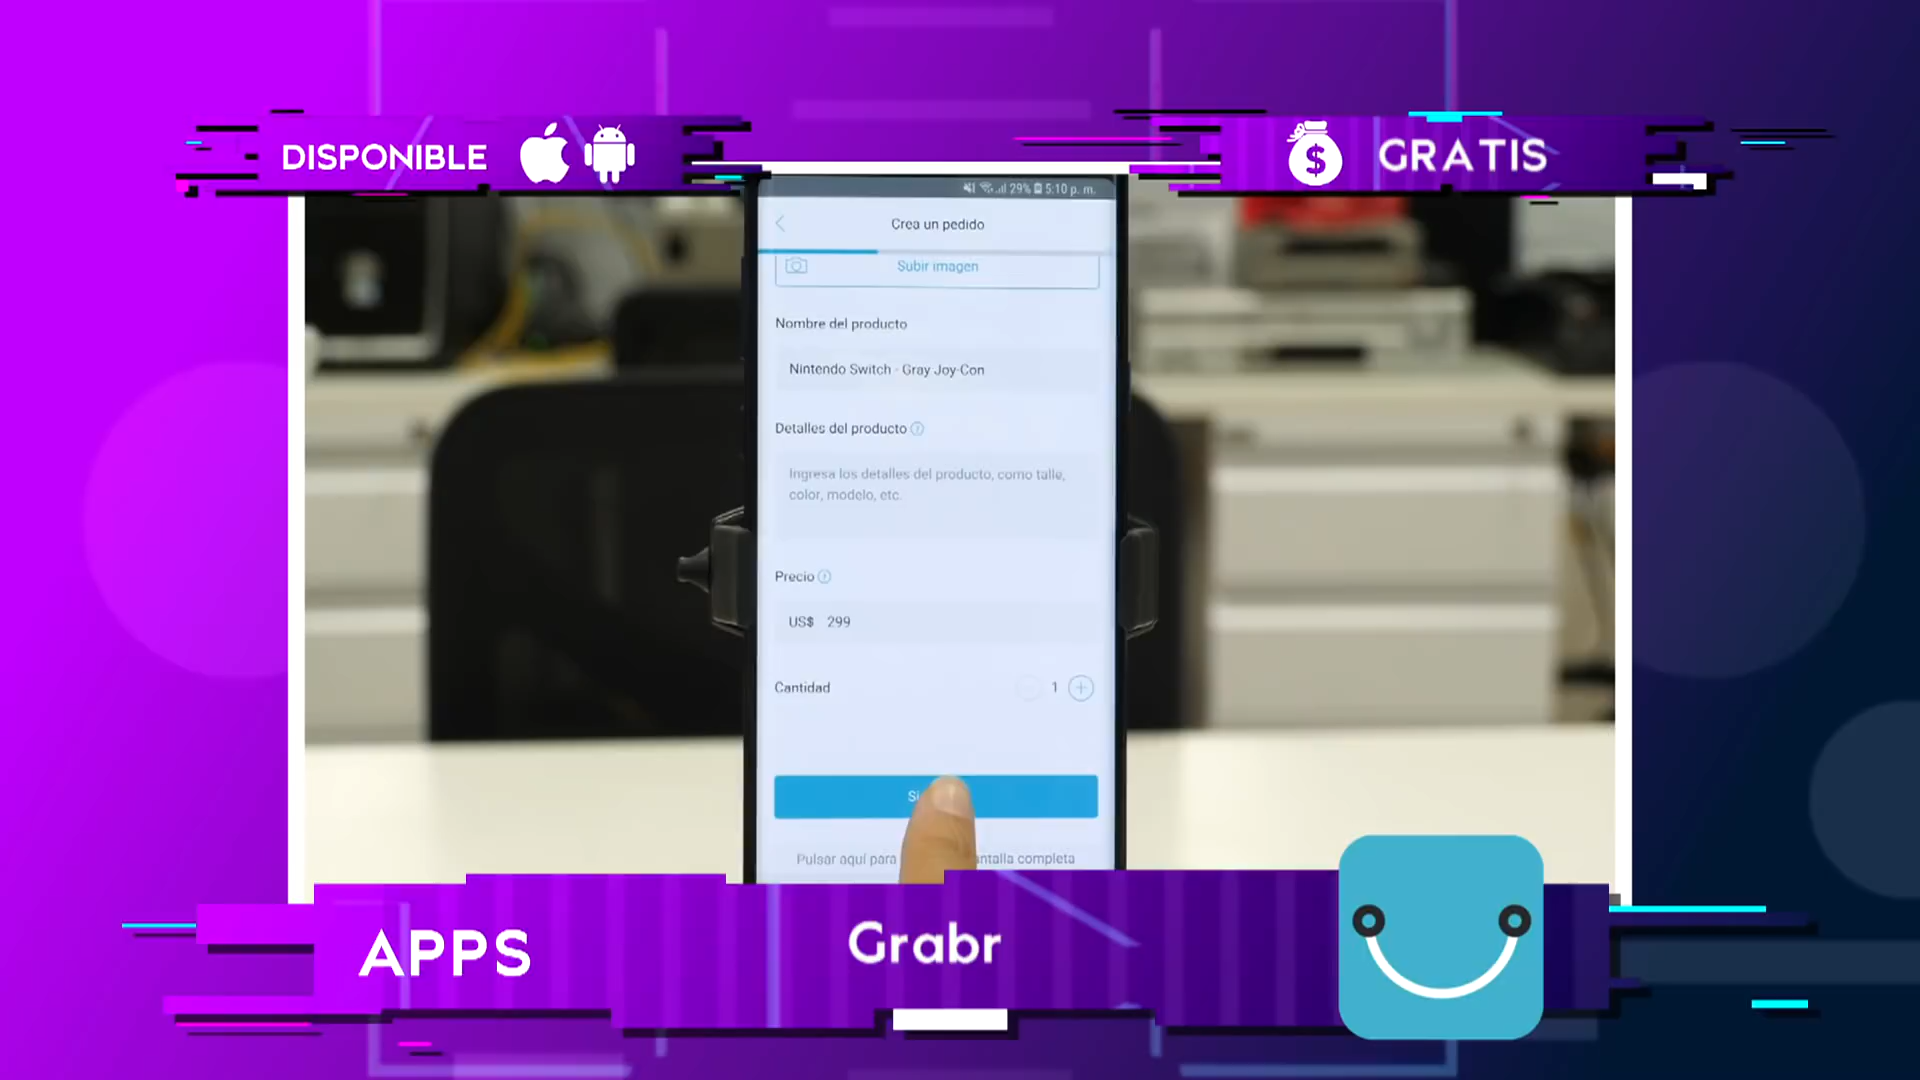 DISPONIBLE
$ GRATIS
29% 5:10 p. m.
Crea un pedido
Subir imagen
Nombre del producto
Nintendo Switch - Gray Joy-Con
Detalles del producto
Ingresa los detalles del producto, como talle,
color, modelo, etc.
Precio
US$ 299
Cantidad
1
Pulsar aquí para
completa
APPS
Grabr